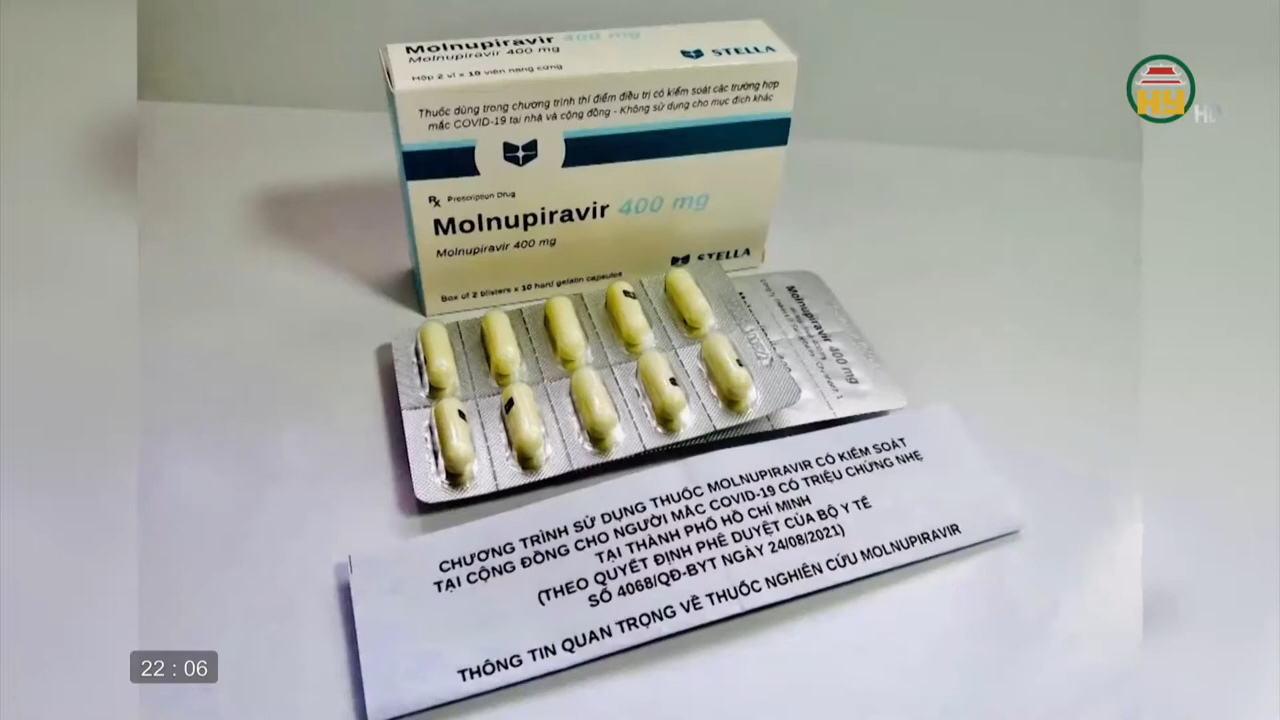 Molnupiravir 400 mg
Molnupiravir 400 mg
STELLA
Hộp 2 vỉ x 10 viên nang cứng
Thuốc dùng trong chương trình thí điểm điều trị có kiểm soát các trường hợp
mắc COVID-19 tại nhà và cộng đồng - Không sử dụng cho mục đích khác
Rx Prescription Drug
Molnupiravir 400 mg
Molnupiravir 400 mg
STELLA
Box of 2 blisters x 10 hard gelatin capsules
Molnupiravir 400 mg
CHƯƠNG TRÌNH SỬ DỤNG THUỐC MOLNUPIRAVIR CÓ KIỂM SOÁT
TẠI CỘNG ĐỒNG CHO NGƯỜI MẮC COVID-19 CÓ TRIỆU CHỨNG NHẸ
TẠI THÀNH PHỐ HỒ CHÍ MINH
(THEO QUYẾT ĐỊNH PHÊ DUYỆT CỦA BỘ Y TẾ
SỐ 4068/QĐ-BYT NGÀY 24/08/2021)
THÔNG TIN QUAN TRỌNG VỀ THUỐC NGHIÊN CỨU MOLNUPIRAVIR
HY
HD
22 : 06